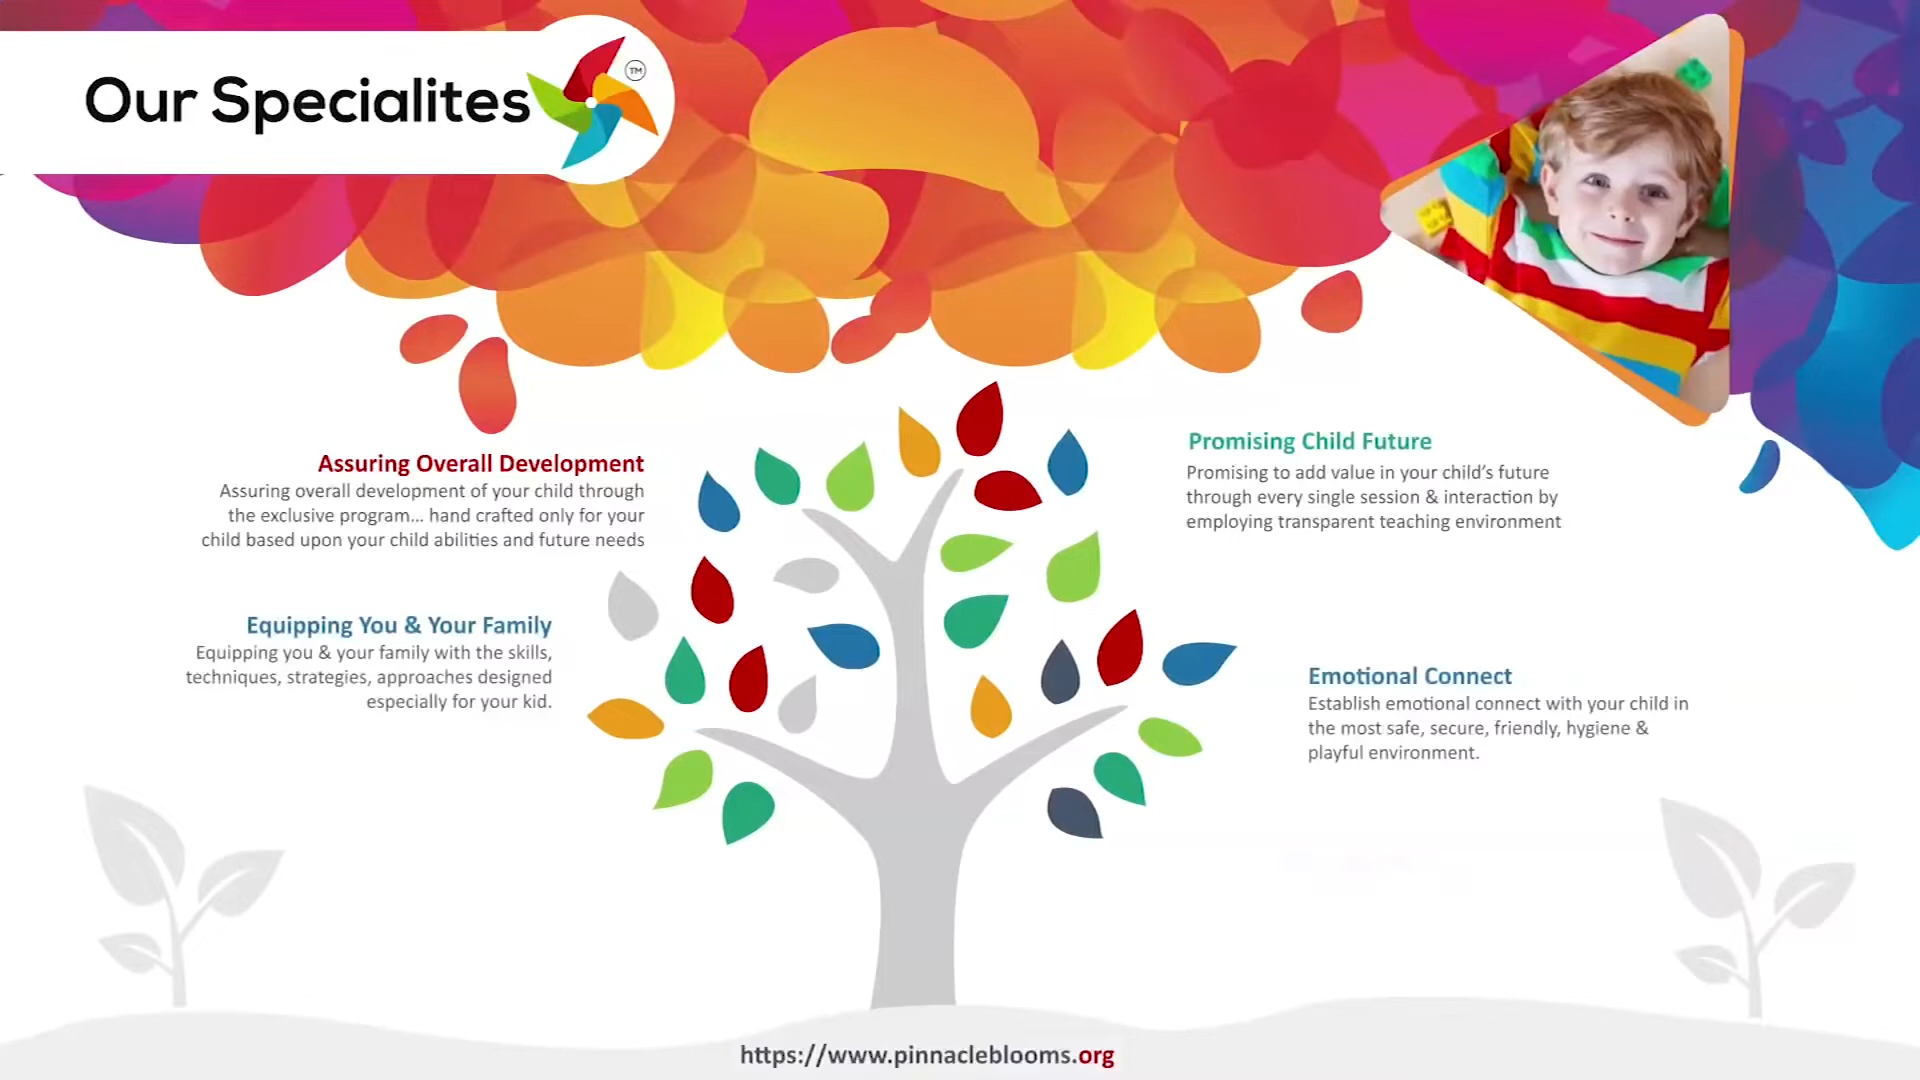 Our Specialites
TM
Assuring Overall Development
Assuring overall development of your child through
the exclusive program... hand crafted only for your
child based upon your child abilities and future needs
Equipping You & Your Family
Equipping you & your family with the skills,
techniques, strategies, approaches designed
especially for your kid.
Promising Child Future
Promising to add value in your child's future
through every single session & interaction by
employing transparent teaching environment
Emotional Connect
Establish emotional connect with your child in
the most safe, secure, friendly, hygiene &
playful environment.
https://www.pinnacleblooms.org